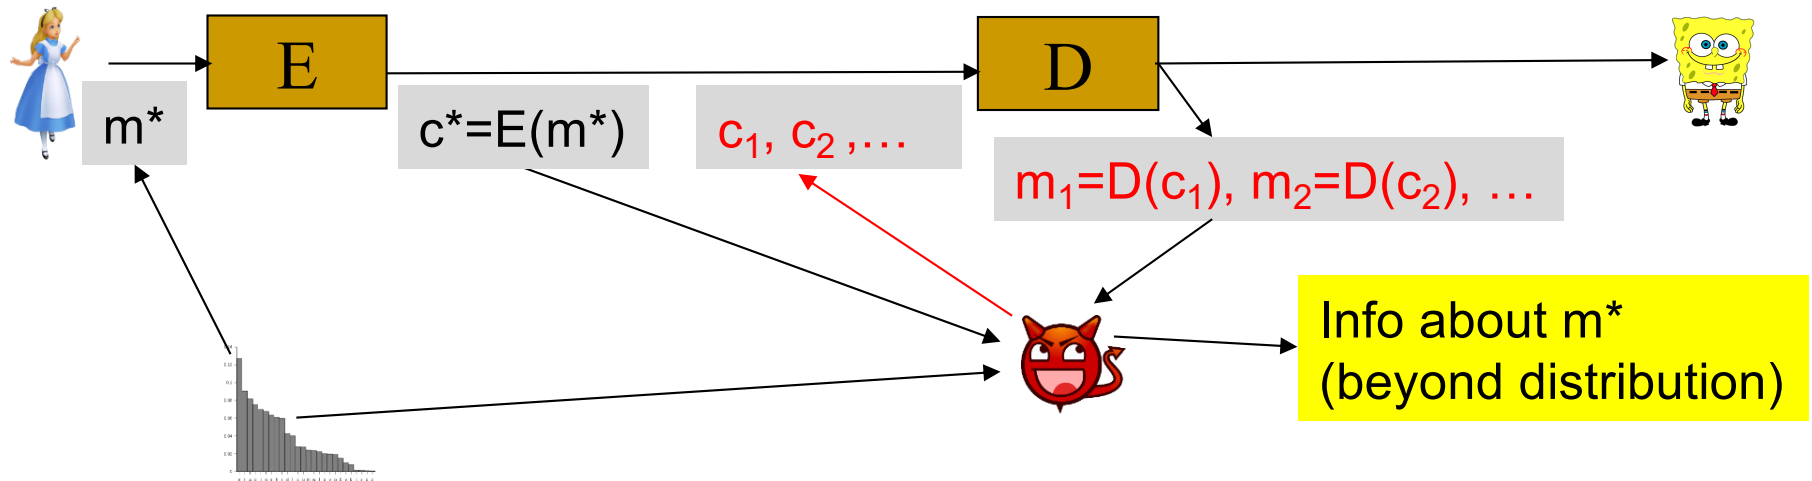 E
D
m*
c*=E(m*)
c₁, c₂ ,…
m₁=D(c₁), m₂=D(c₂), …
Info about m*
(beyond distribution)